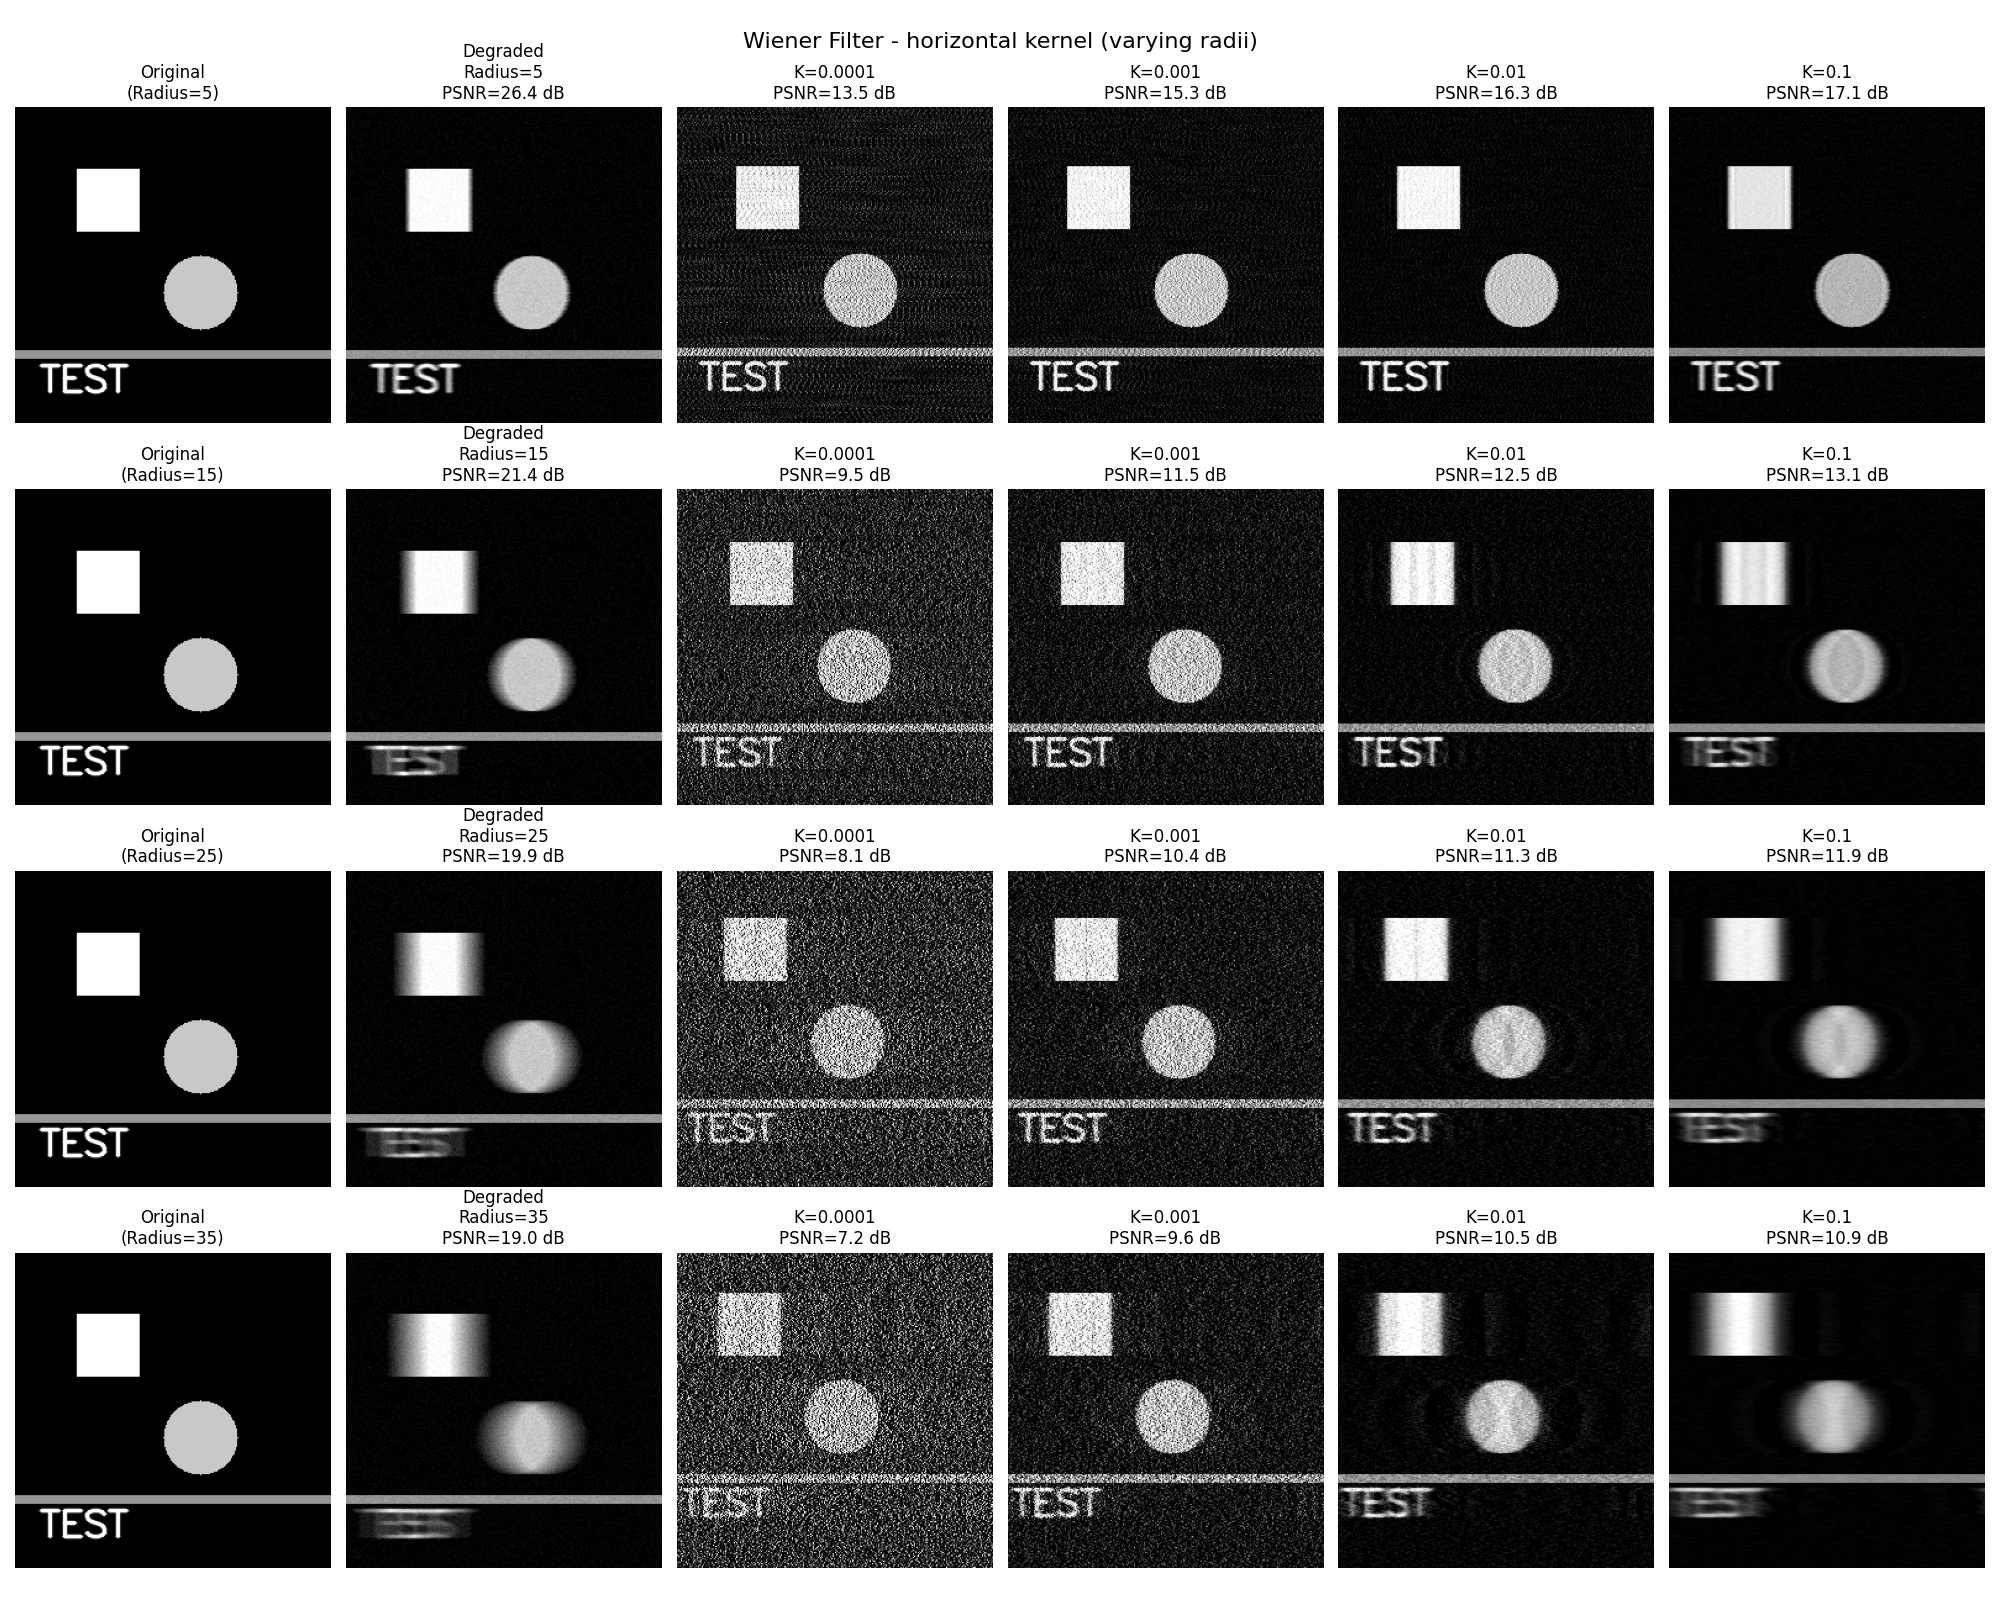 Wiener Filter - horizontal kernel (varying radii)
Original
(Radius=5)
Degraded
Radius=5
PSNR=26.4 dB
K=0.0001
PSNR=13.5 dB
K=0.001
PSNR=15.3 dB
K=0.01
PSNR=16.3 dB
K=0.1
PSNR=17.1 dB
TEST
TEST
TEST
TEST
TEST
TEST
Original
(Radius=15)
Degraded
Radius=15
PSNR=21.4 dB
K=0.0001
PSNR=9.5 dB
K=0.001
PSNR=11.5 dB
K=0.01
PSNR=12.5 dB
K=0.1
PSNR=13.1 dB
TEST
TEST
TEST
TEST
TEST
Original
(Radius=25)
Degraded
Radius=25
PSNR=19.9 dB
K=0.0001
PSNR=8.1 dB
K=0.001
PSNR=10.4 dB
K=0.01
PSNR=11.3 dB
K=0.1
PSNR=11.9 dB
TEST
TEST
TEST
TEST
TEST
Original
(Radius=35)
Degraded
Radius=35
PSNR=19.0 dB
K=0.0001
PSNR=7.2 dB
K=0.001
PSNR=9.6 dB
K=0.01
PSNR=10.5 dB
K=0.1
PSNR=10.9 dB
TEST
TEST
TEST
TEST